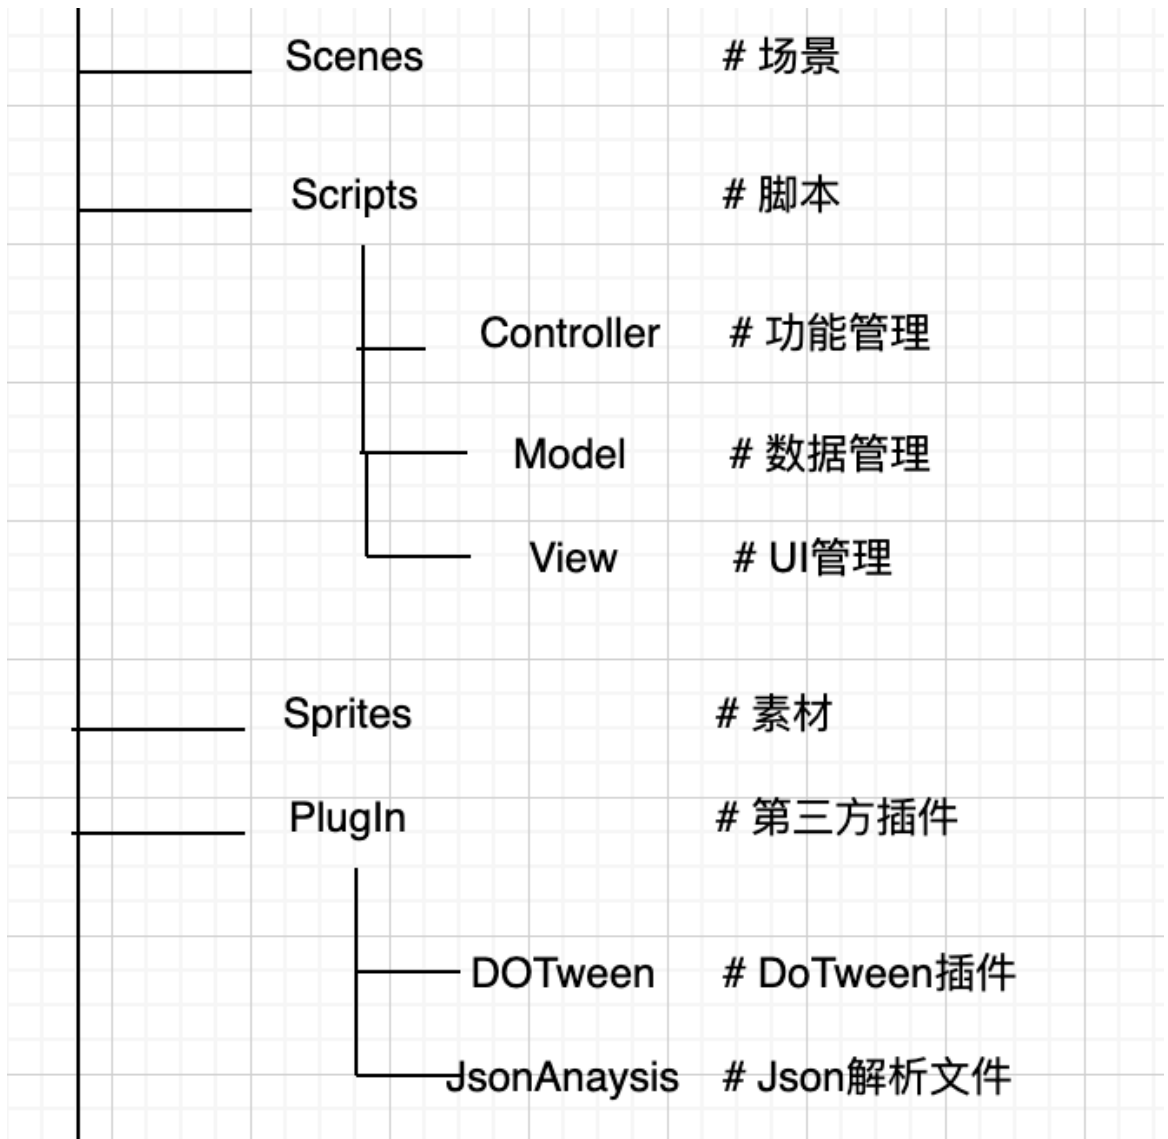 Scenes # 场景
Scripts # 脚本
Controller # 功能管理
Model # 数据管理
View # UI管理
Sprites # 素材
PlugIn # 第三方插件
DOTween # DoTween插件
JsonAnaysis # Json解析文件